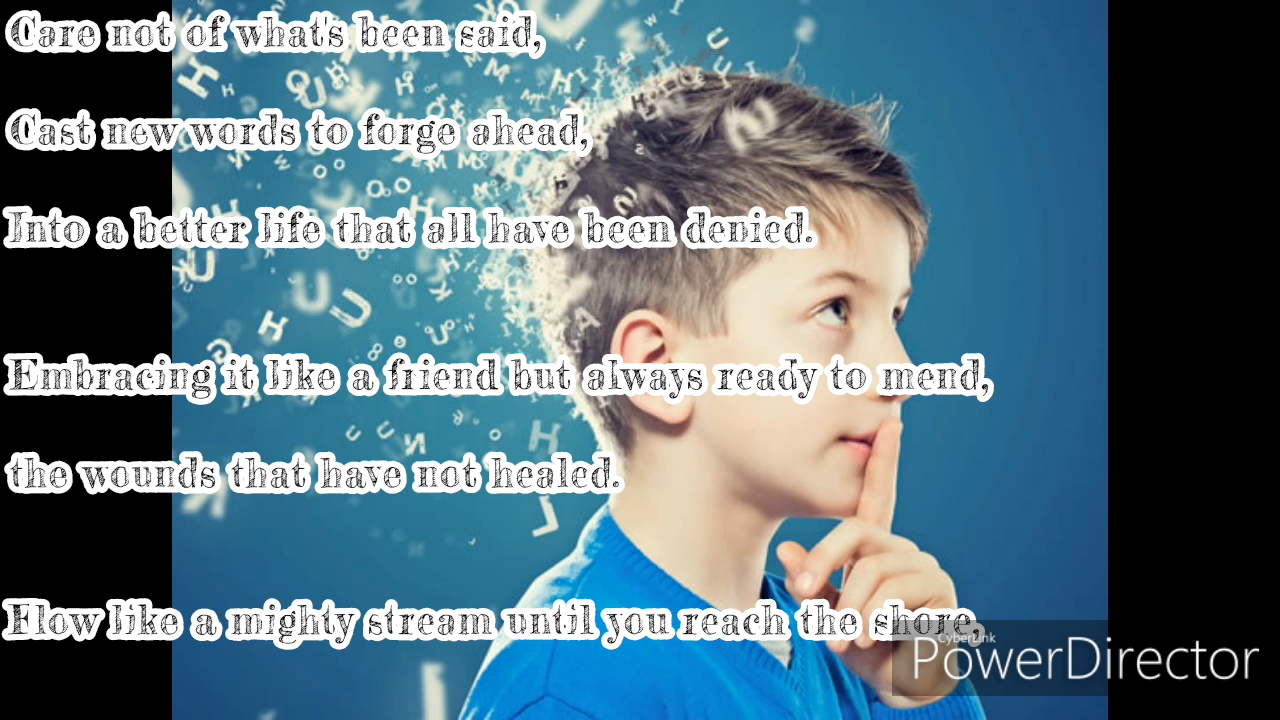 Care not of what's been said,
Cast new words to forge ahead,
Into a better life that all have been denied.
Embracing it like a friend but always ready to mend,
the wounds that have not healed.
Flow like a mighty stream until you reach the shore,
CyberLink
PowerDirector